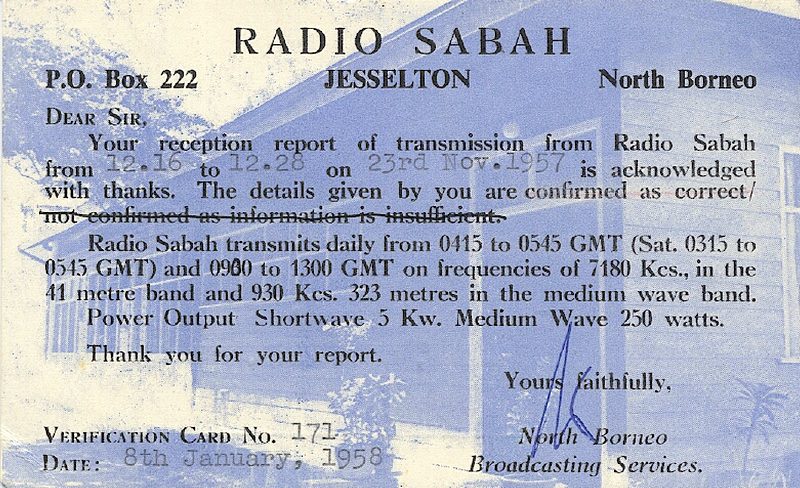 RADIO SABAH
P.O. Box 222 JESSELTON North Borneo
DEAR SIR,
Your reception report of transmission from Radio Sabah
from 12.16 to 12.28 on 23rd Nov.1957 is acknowledged
with thanks. The details given by you are confirmed as correct/
not confirmed as information is insufficient.
Radio Sabah transmits daily from 0415 to 0545 GMT (Sat. 0315 to
0545 GMT) and 0900 to 1300 GMT on frequencies of 7180 Kcs., in the
41 metre band and 930 Kcs. 323 metres in the medium wave band.
Power Output Shortwave 5 Kw. Medium Wave 250 watts.
Thank you for your report.
Yours faithfully,
VERIFICATION CARD NO. 171
North Borneo
DATE: 8th January, 1958
Broadcasting Services.